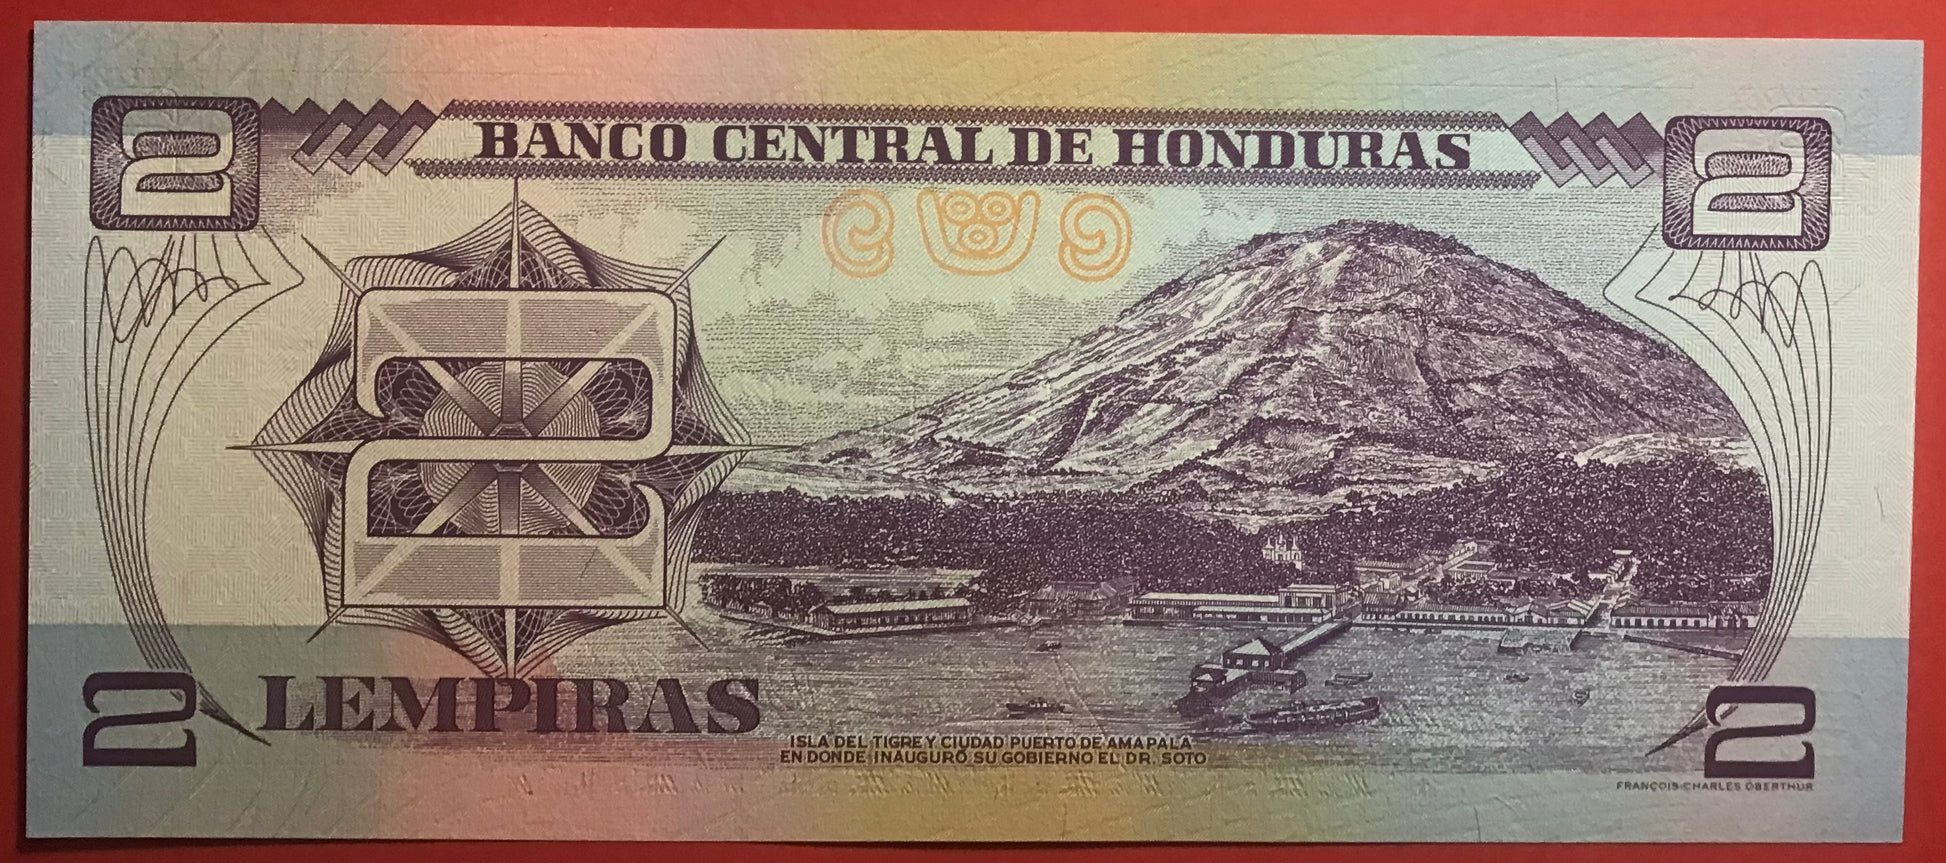 2
BANCO CENTRAL DE HONDURAS
2
2
2
LEMPIRAS
ISLA DEL TIGRE Y CIUDAD PUERTO DE AMAPALA
EN DONDE INAUGURÓ SU GOBIERNO EL DR. SOTO
2
FRANÇOIS-CHARLES OBERTHUR